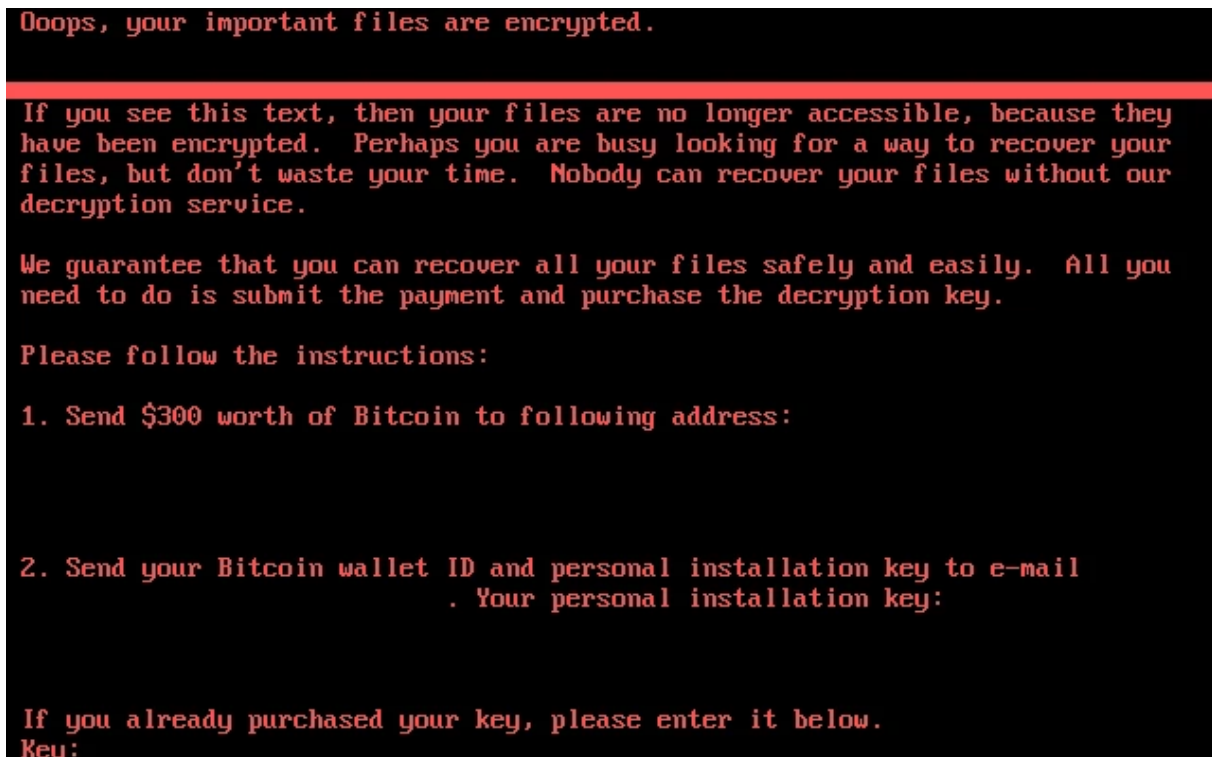 Ooops, your important files are encrypted.
If you see this text, then your files are no longer accessible, because they
have been encrypted.  Perhaps you are busy looking for a way to recover your
files, but don't waste your time.  Nobody can recover your files without our
decryption service.
We guarantee that you can recover all your files safely and easily.  All you
need to do is submit the payment and purchase the decryption key.
Please follow the instructions:
1. Send $300 worth of Bitcoin to following address:
2. Send your Bitcoin wallet ID and personal installation key to e-mail
. Your personal installation key:
If you already purchased your key, please enter it below.
Key: